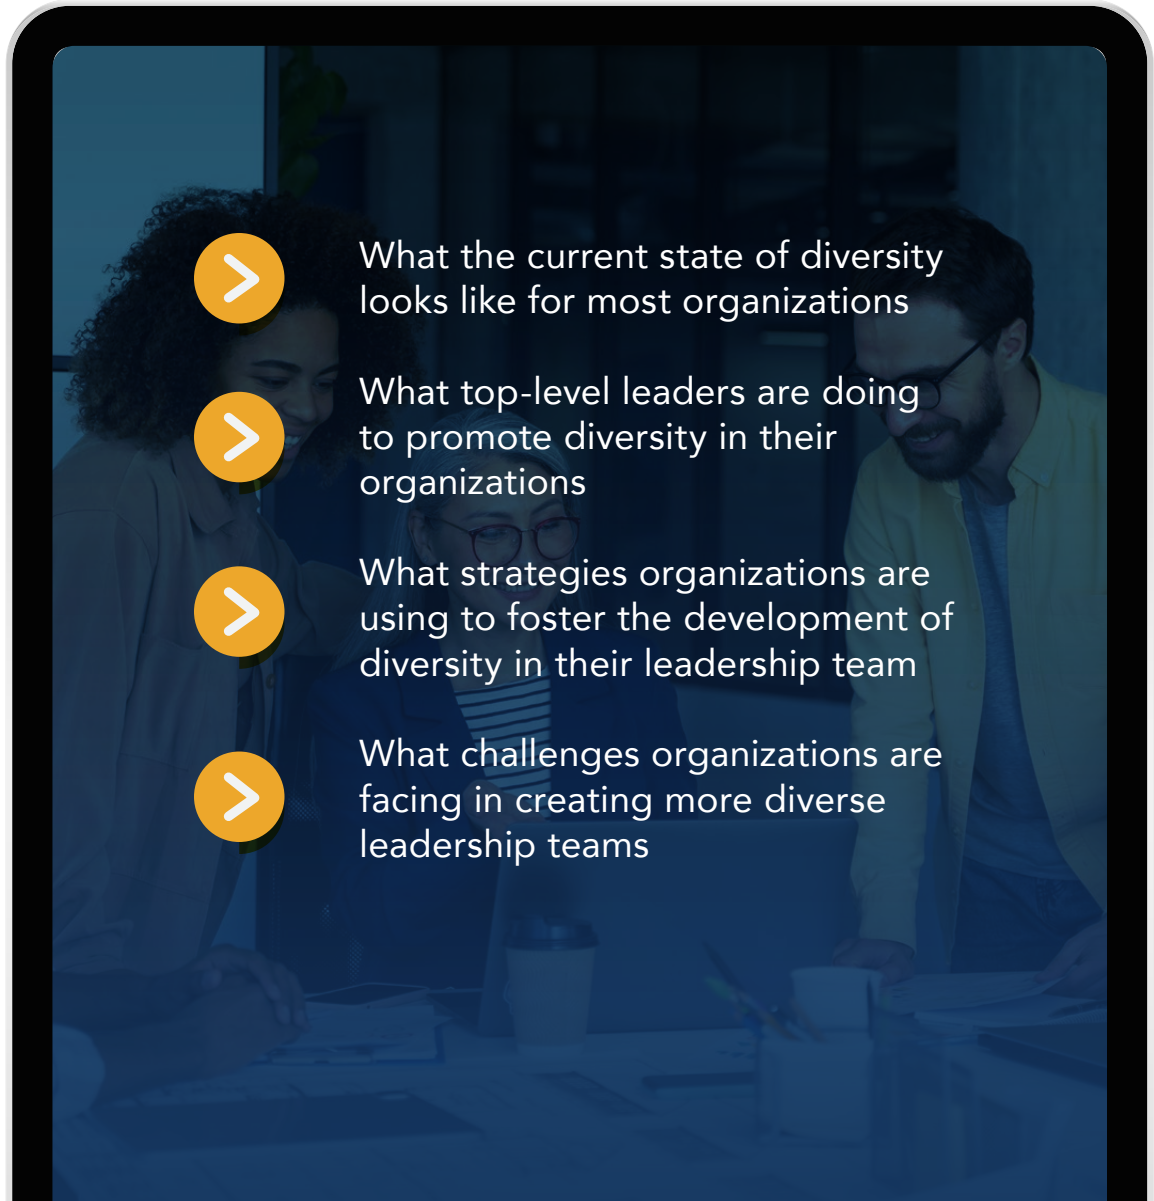 What the current state of diversity
looks like for most organizations
What top-level leaders are doing
to promote diversity in their
organizations
What strategies organizations are
using to foster the development of
diversity in their leadership team
What challenges organizations are
facing in creating more diverse
leadership teams